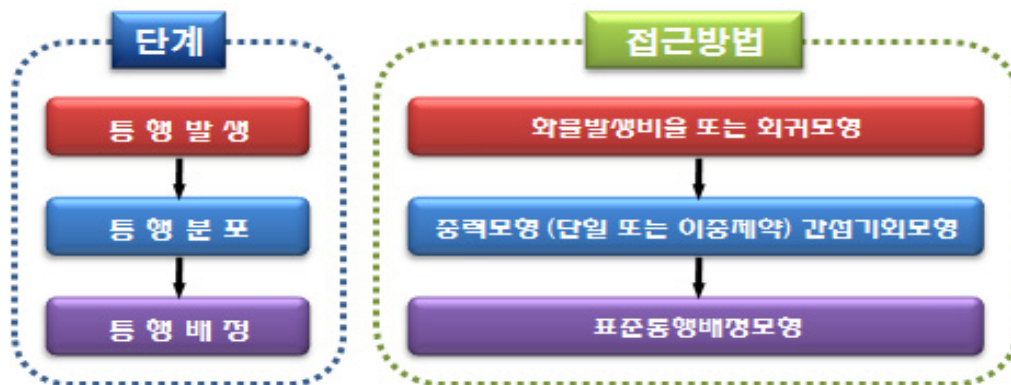 단계
접근방법
통 행 발 생
화물발생비율 또는 회귀모형
통 행 분 포
중력모형 (단일 또는 이중제약) 간섭기회모형
통 행 배 정
표준통행배정모형